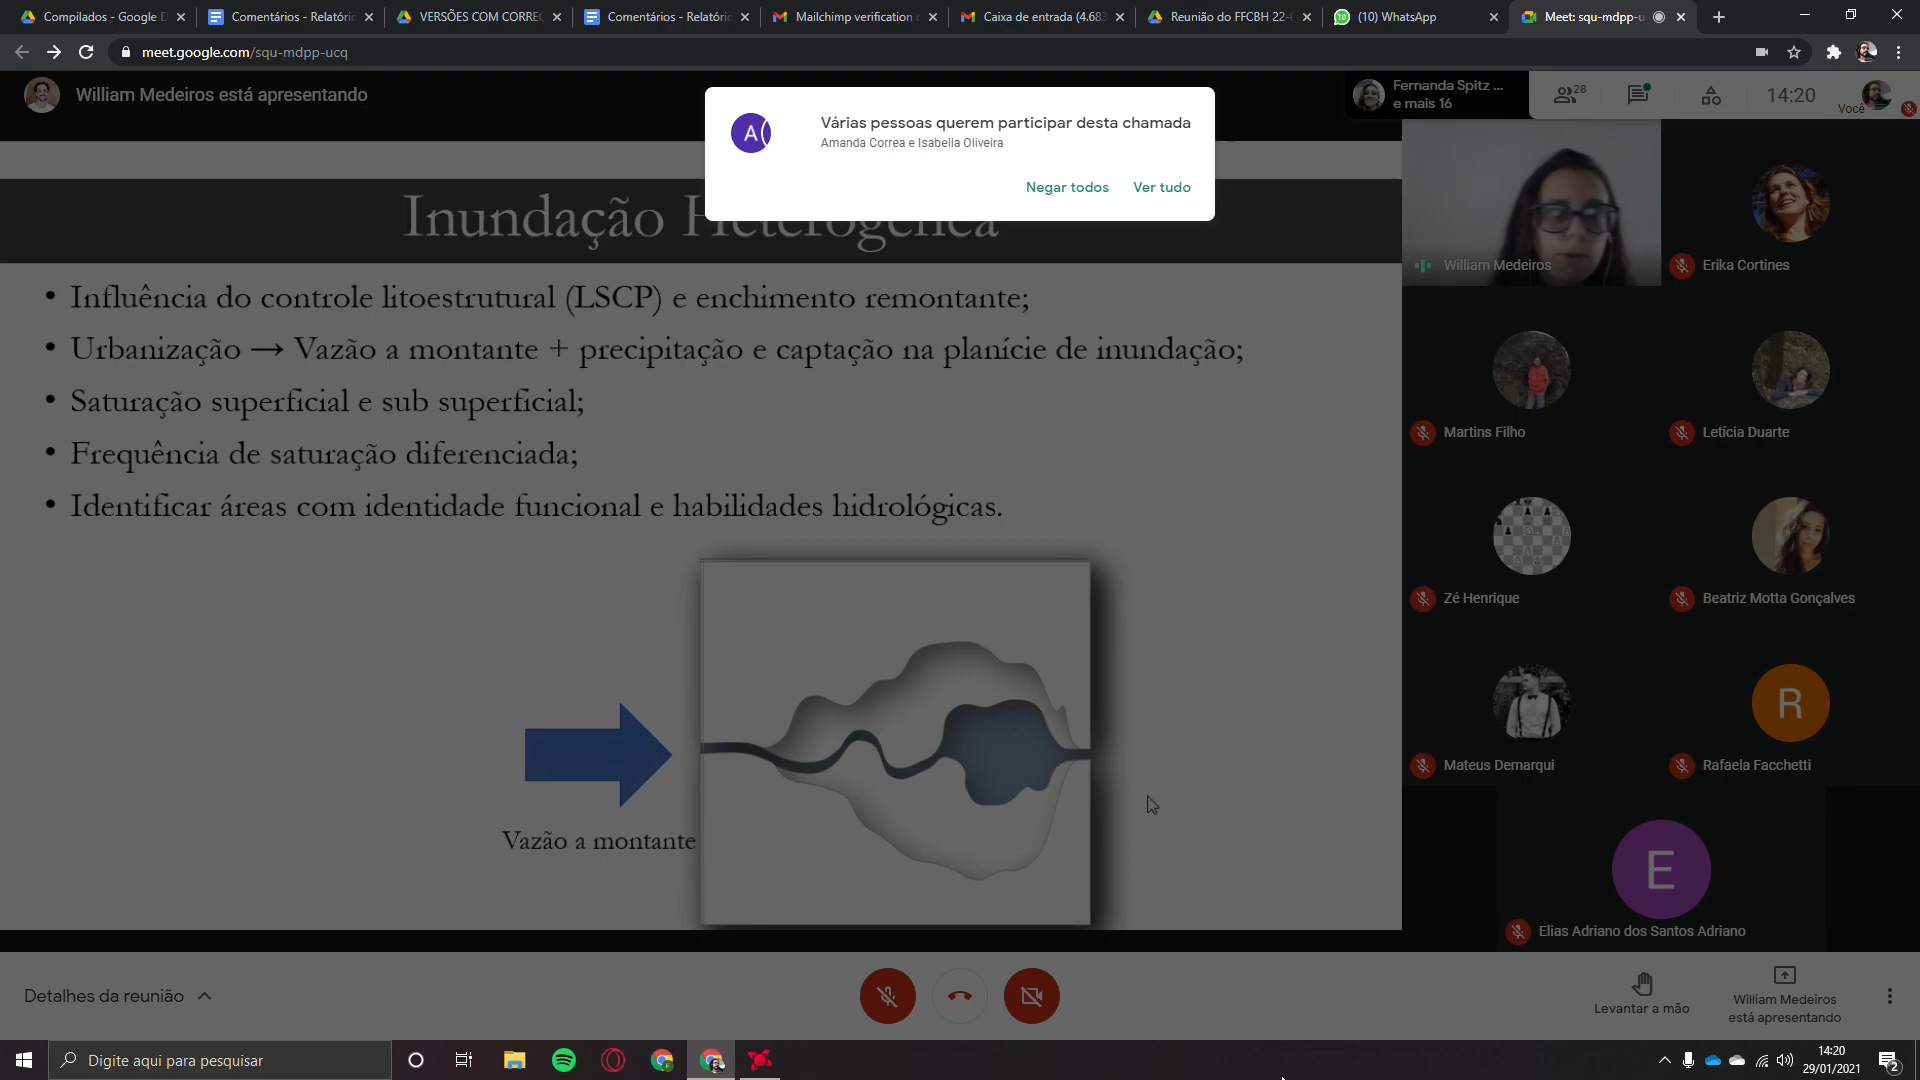 Compilados - Google D
Comentários - Relatóri
VERSÕES COM CORREÇ
Comentários - Relatóri
Mailchimp verification
Caixa de entrada (4.683
Reunião do FFCBH 22-
(10) WhatsApp
Meet: squ-mdpp-u
meet.google.com/squ-mdpp-ucq
William Medeiros está apresentando
Várias pessoas querem participar desta chamada
Amanda Correa e Isabella Oliveira
Negar todos
Ver tudo
A(
Fernanda Spitz ...
e mais 16
28
14:20
Você
Inundação Heterogênea
• Influência do controle litoestrutural (LSCP) e enchimento remontante;
• Urbanização → Vazão a montante + precipitação e captação na planície de inundação;
• Saturação superficial e sub superficial;
• Frequência de saturação diferenciada;
• Identificar áreas com identidade funcional e habilidades hidrológicas.
Vazão a montante
William Medeiros
Erika Cortines
Martins Filho
Letícia Duarte
Zé Henrique
Beatriz Motta Gonçalves
Mateus Demarqui
R
Rafaela Facchetti
E
Elias Adriano dos Santos Adriano
Detalhes da reunião
Levantar a mão
William Medeiros
está apresentando
Digite aqui para pesquisar
14:20
29/01/2021
2